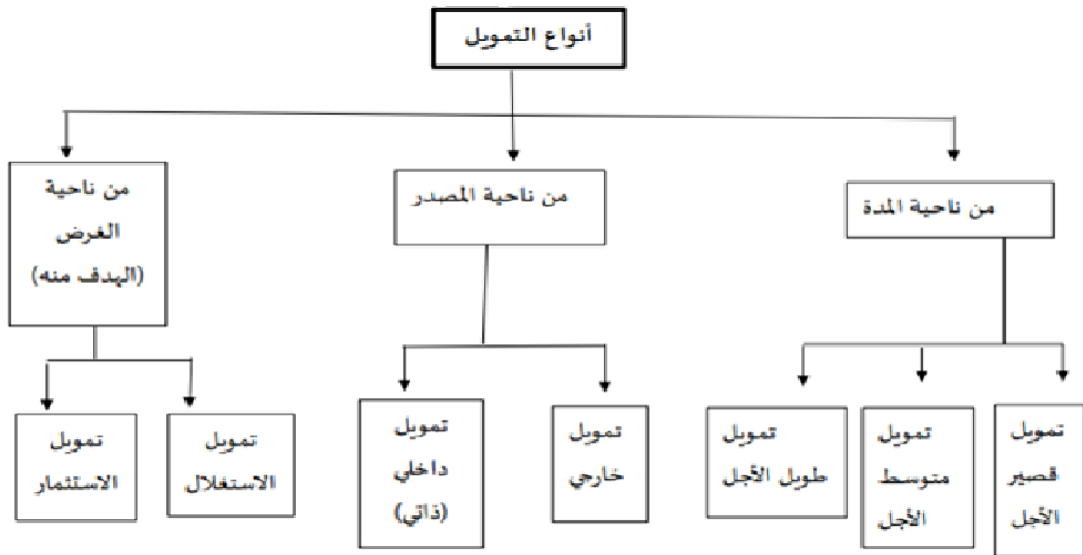 أنواع التمويل
من ناحية المدة
من ناحية المصدر
من ناحية
الغرض
(الهدف منه)
تمويل
قصير
الأجل
تمويل
متوسط
الأجل
تمويل
طويل الأجل
تمويل
خارجي
تمويل
داخلي
(ذاتي)
تمويل
الاستغلال
تمويل
الاستثمار